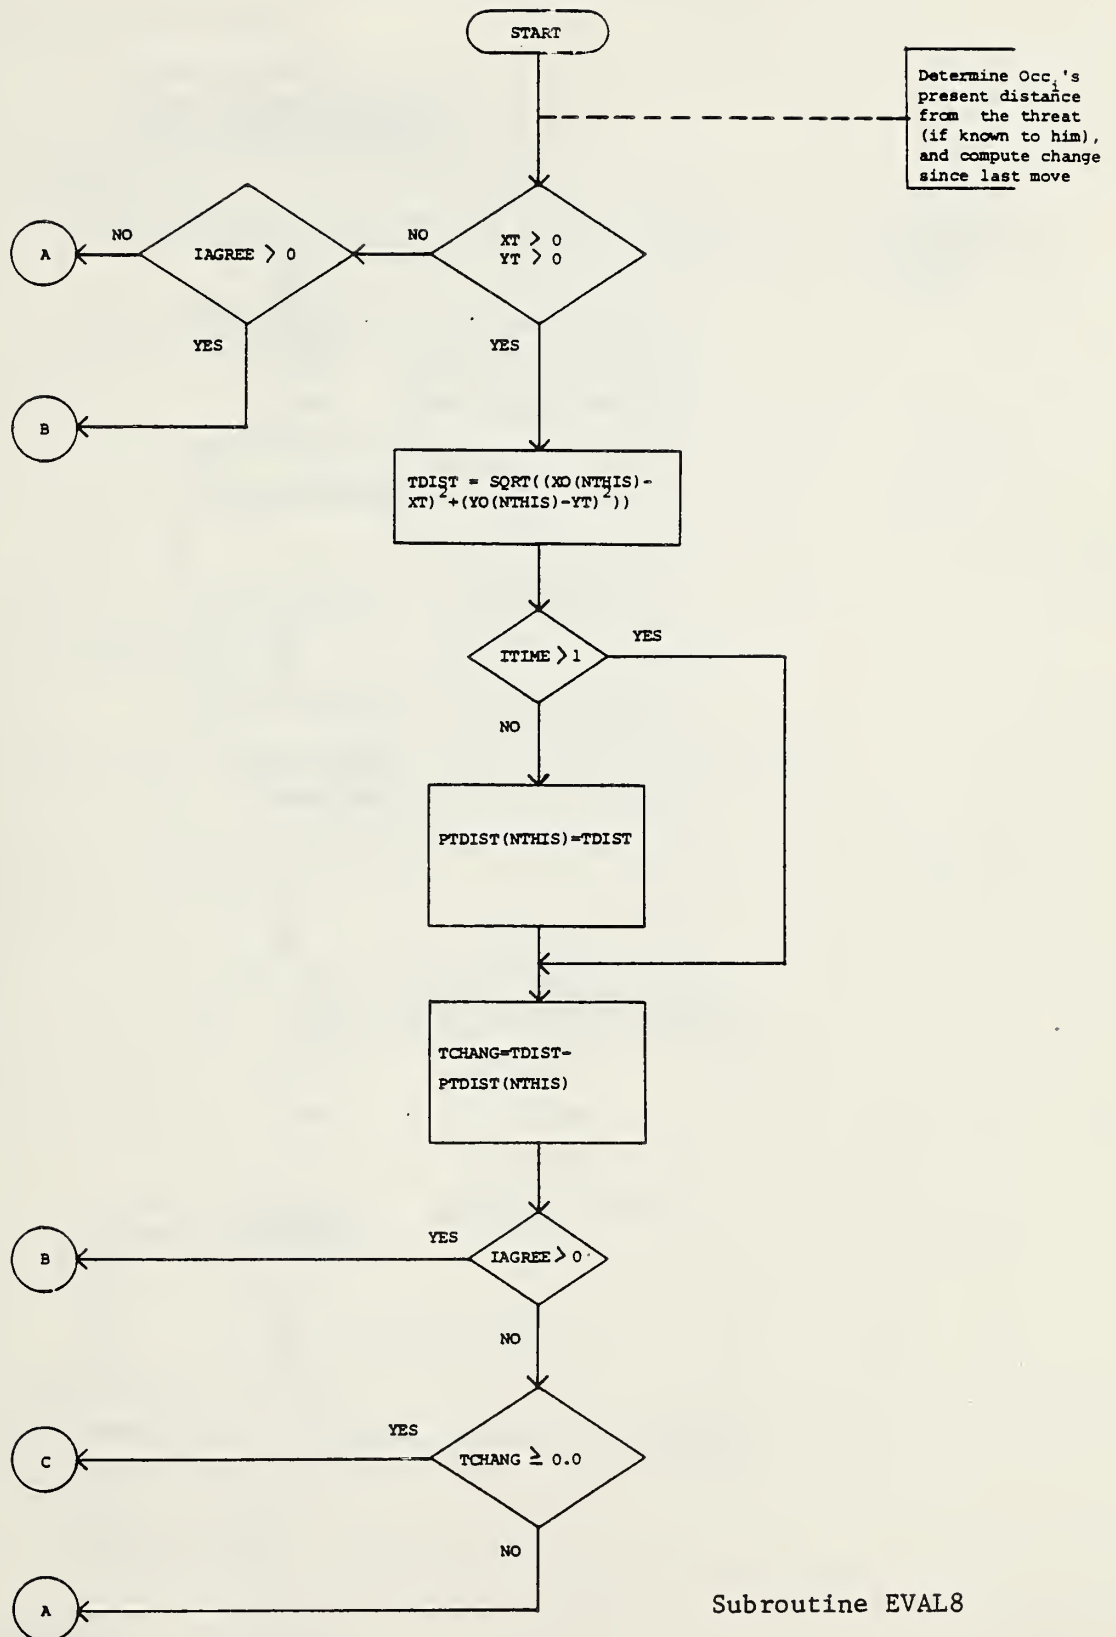 START
Determine Occi's
present distance
from the threat
(if known to him),
and compute change
since last move
XT > 0
YT > 0
NO
IAGREE > 0
NO
A
YES
YES
B
TDIST = SQRT((XO(NTHIS)-
XT)2+(YO(NTHIS)-YT)2))
ITIME > 1
YES
NO
PTDIST(NTHIS)=TDIST
TCHANG=TDIST-
PTDIST(NTHIS)
IAGREE > 0
YES
B
NO
TCHANG ≥ 0.0
YES
C
NO
A
Subroutine EVAL8